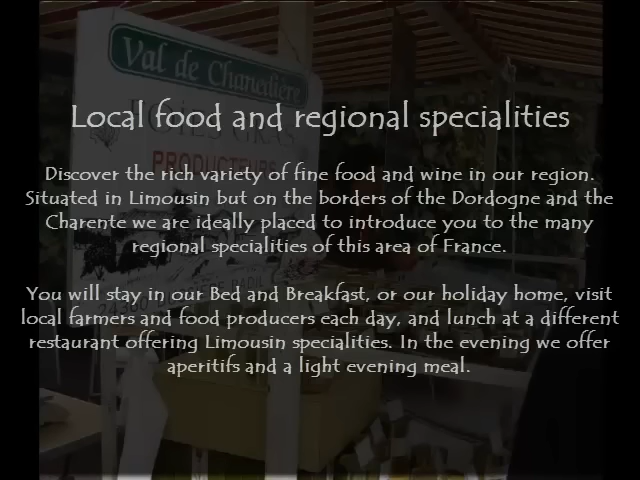 Val de Chanedière
FOIES GRAS
PRODUCTEURS
Local food and regional specialities
Discover the rich variety of fine food and wine in our region.
Situated in Limousin but on the borders of the Dordogne and the
Charente we are ideally placed to introduce you to the many
regional specialities of this area of France.
You will stay in our Bed and Breakfast, or our holiday home, visit
local farmers and food producers each day, and lunch at a different
restaurant offering Limousin specialities. In the evening we offer
aperitifs and a light evening meal.